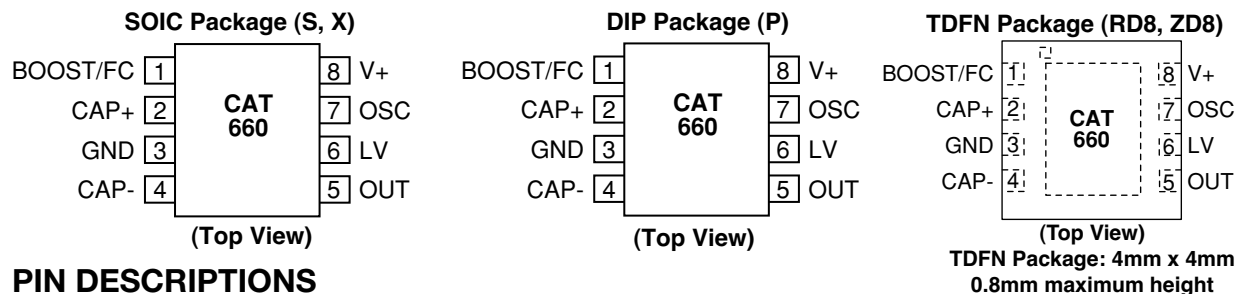 SOIC Package (S, X)
BOOST/FC 1 8 V+
CAP+ 2 7 OSC
GND 3 6 LV
CAP- 4 5 OUT
CAT
660
(Top View)
DIP Package (P)
BOOST/FC 1 8 V+
CAP+ 2 7 OSC
GND 3 6 LV
CAP- 4 5 OUT
CAT
660
(Top View)
TDFN Package (RD8, ZD8)
BOOST/FC 1 8 V+
CAP+ 2 7 OSC
GND 3 6 LV
CAP- 4 5 OUT
CAT
660
(Top View)
TDFN Package: 4mm x 4mm
0.8mm maximum height
PIN DESCRIPTIONS